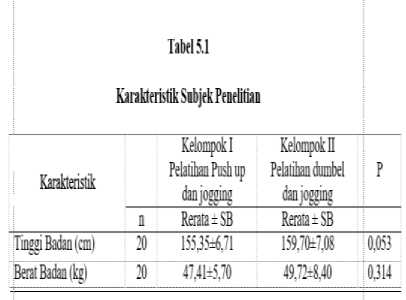 Tabel 5.1
Karakteristik Subjek Penelitian
Karakteristik n Kelompok I Pelatihan Push up dan jogging Kelompok II Pelatihan dumbel dan jogging P
Rerata ± SB Rerata ± SB
Tinggi Badan (cm) 20 155,35±6,71 159,70±7,08 0,053
Berat Badan (kg) 20 47,41±5,70 49,72±8,40 0,314